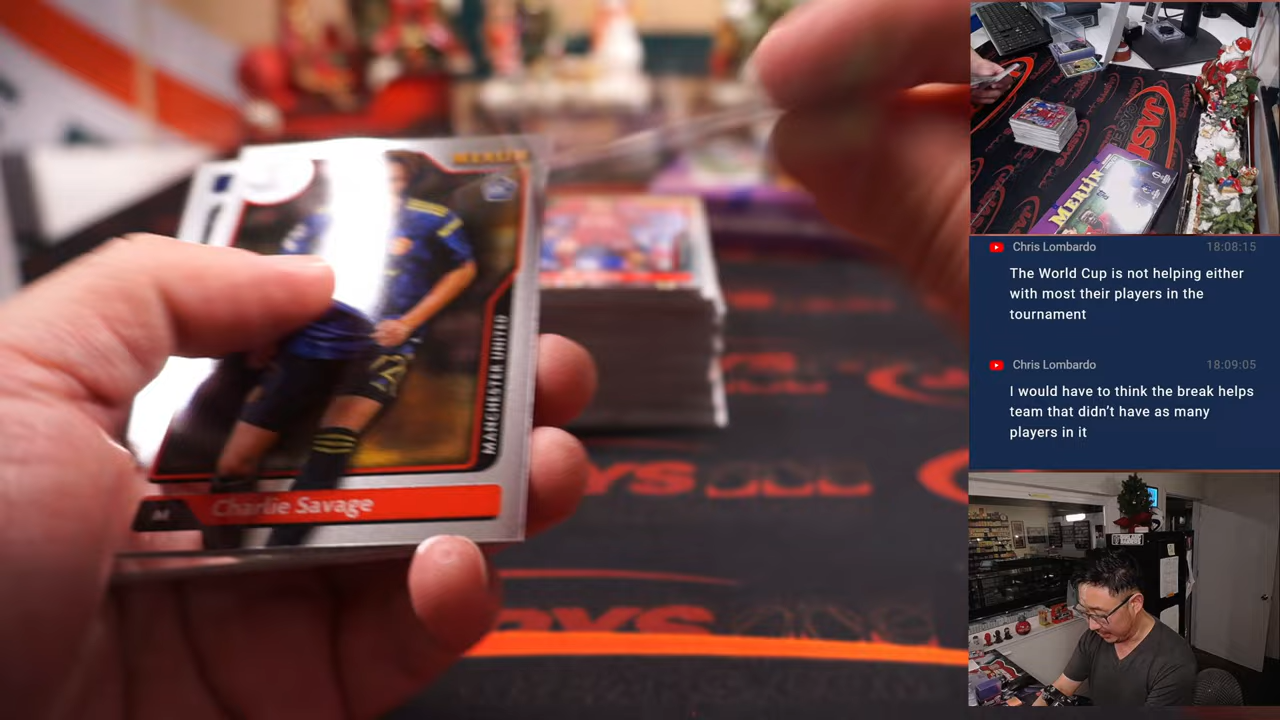 MERLIN
MANCHESTER UNITED
M
Charlie Savage
MERLIN
Chris Lombardo 18:08:15
The World Cup is not helping either
with most their players in the
tournament
Chris Lombardo 18:09:05
I would have to think the break helps
team that didn't have as many
players in it